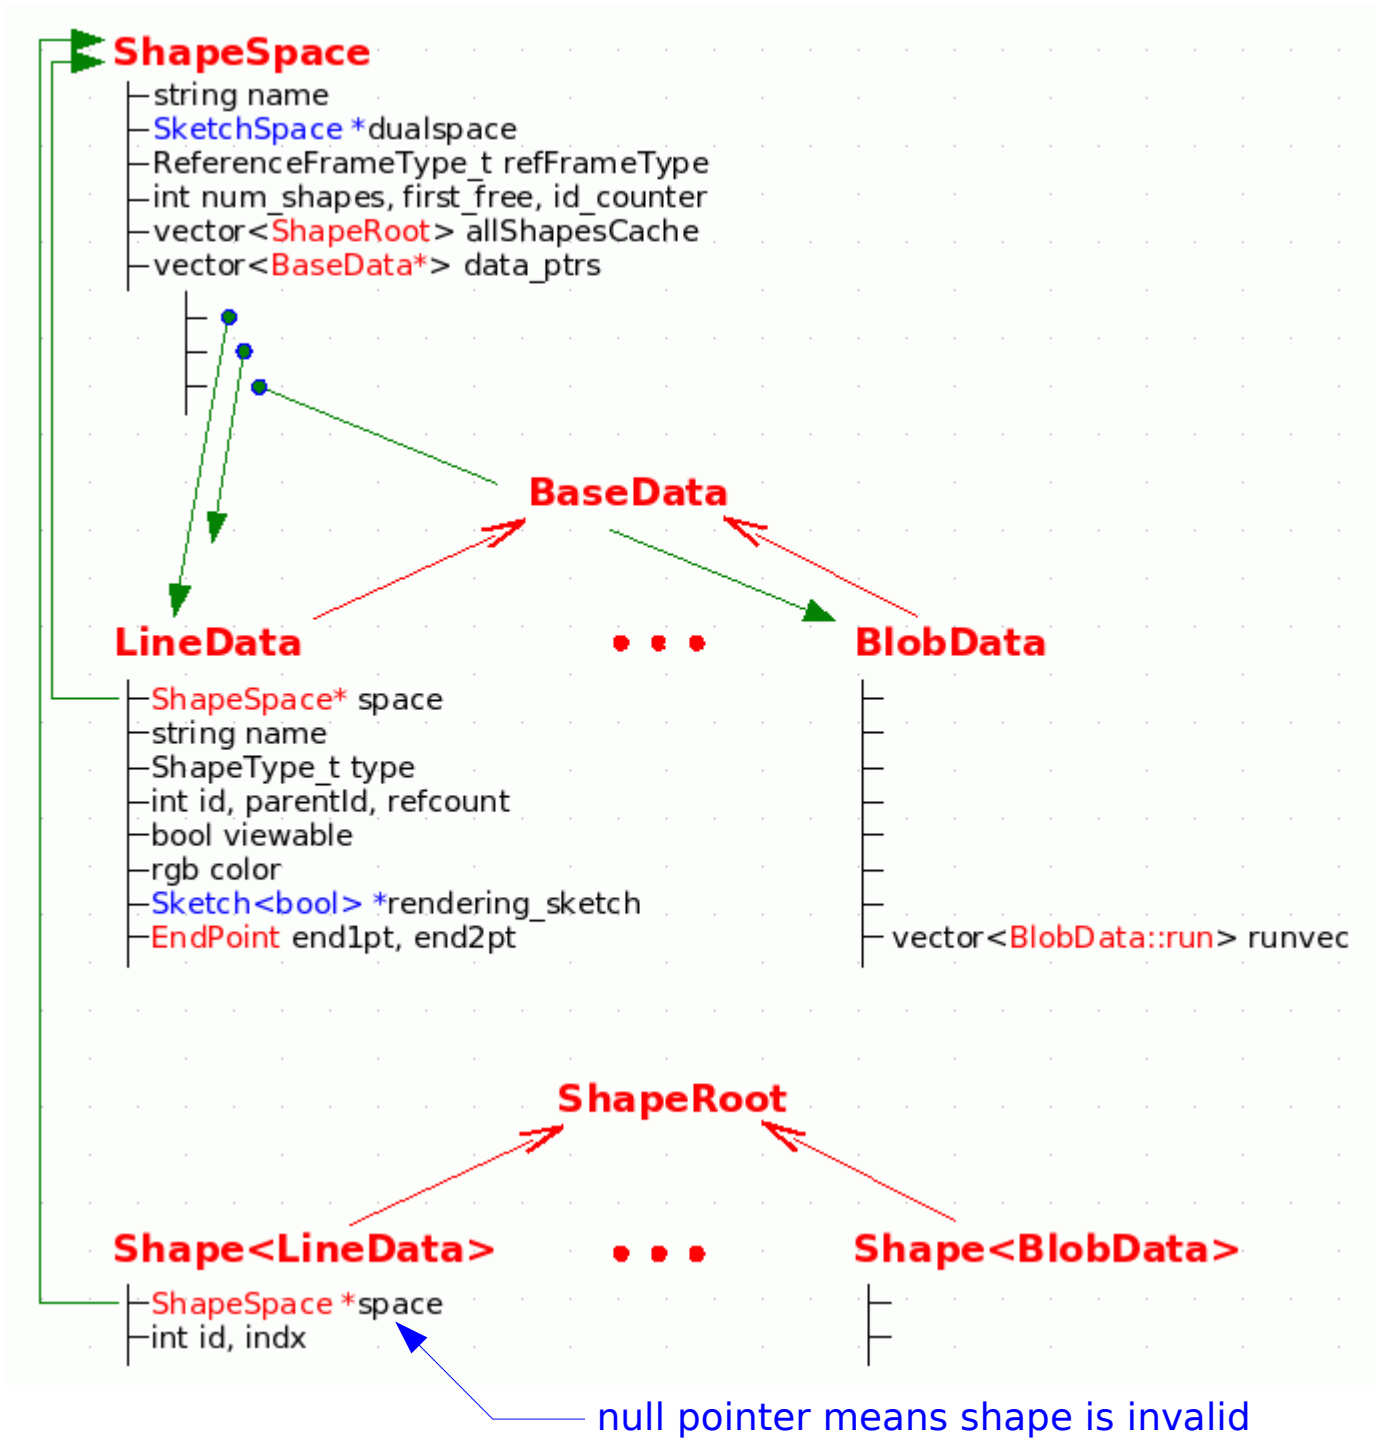 ShapeSpace
string name
SketchSpace *dualspace
ReferenceFrameType_t refFrameType
int num_shapes, first_free, id_counter
vector<ShapeRoot> allShapesCache
vector<BaseData*> data_ptrs
BaseData
LineData
BlobData
ShapeSpace* space
string name
ShapeType_t type
int id, parentId, refcount
bool viewable
rgb color
Sketch<bool> *rendering_sketch
EndPoint end1pt, end2pt
vector<BlobData::run> runvec
ShapeRoot
Shape<LineData>
Shape<BlobData>
ShapeSpace *space
int id, indx
null pointer means shape is invalid